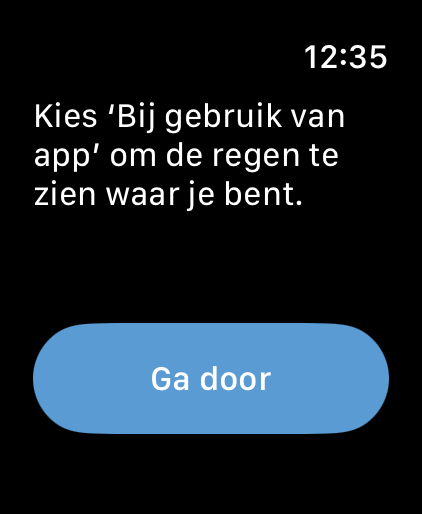 12:35
Kies ‘Bij gebruik van
app’ om de regen te
zien waar je bent.
Ga door